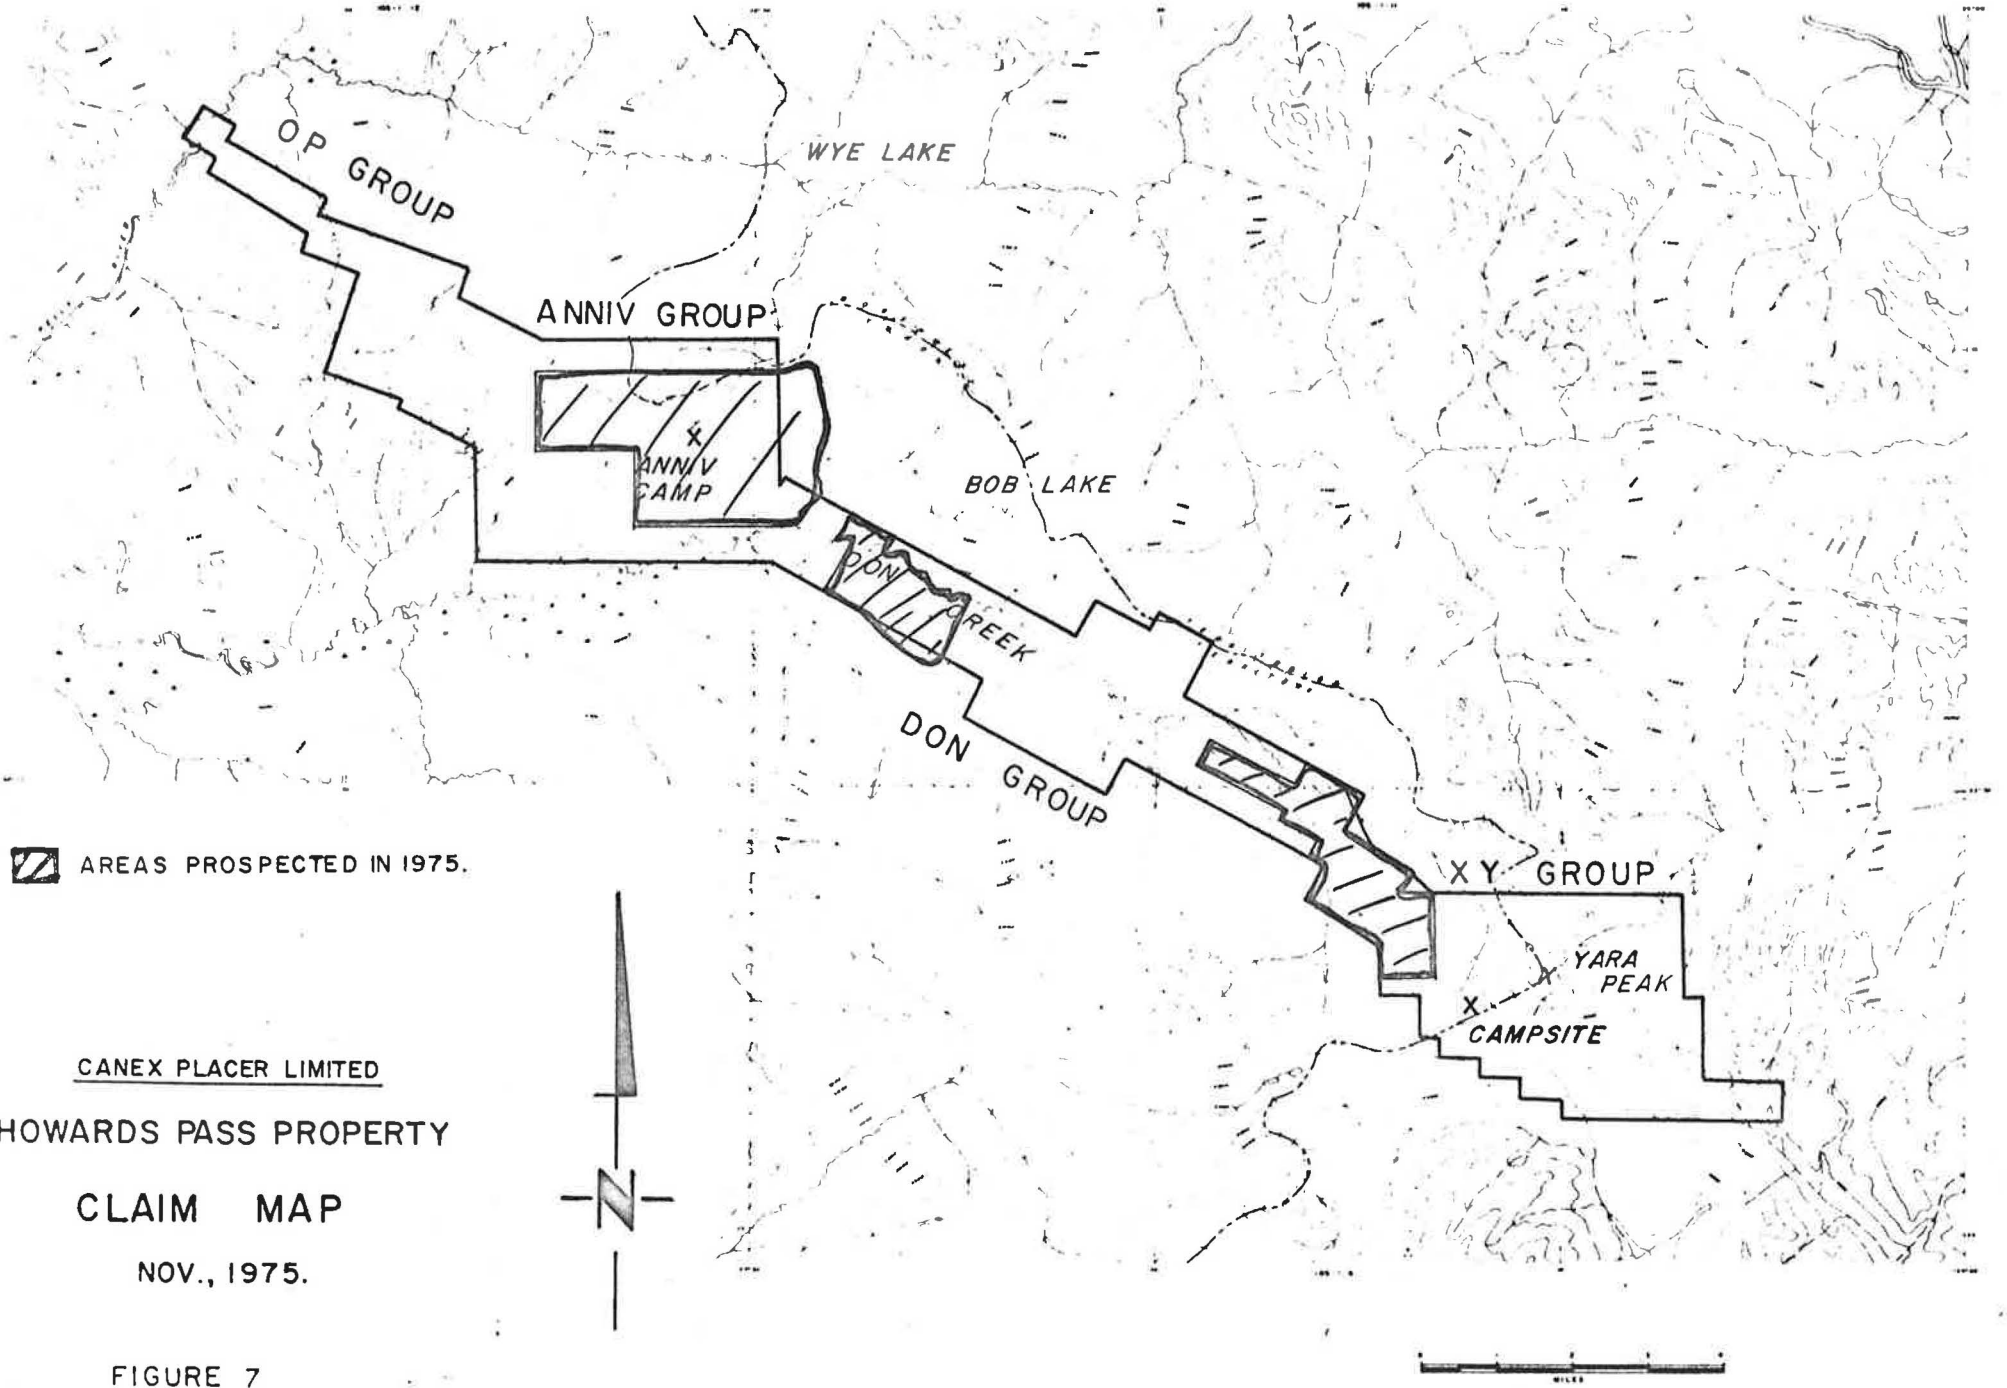 OP GROUP
WYE LAKE
ANNIV GROUP
ANNIV
CAMP
X
BOB LAKE
DON
CREEK
DON GROUP
AREAS PROSPECTED IN 1975.
XY GROUP
YARA
PEAK
X
X
CAMPSITE
CANEX PLACER LIMITED
HOWARDS PASS PROPERTY
CLAIM MAP
NOV., 1975.
N
FIGURE 7
MILES